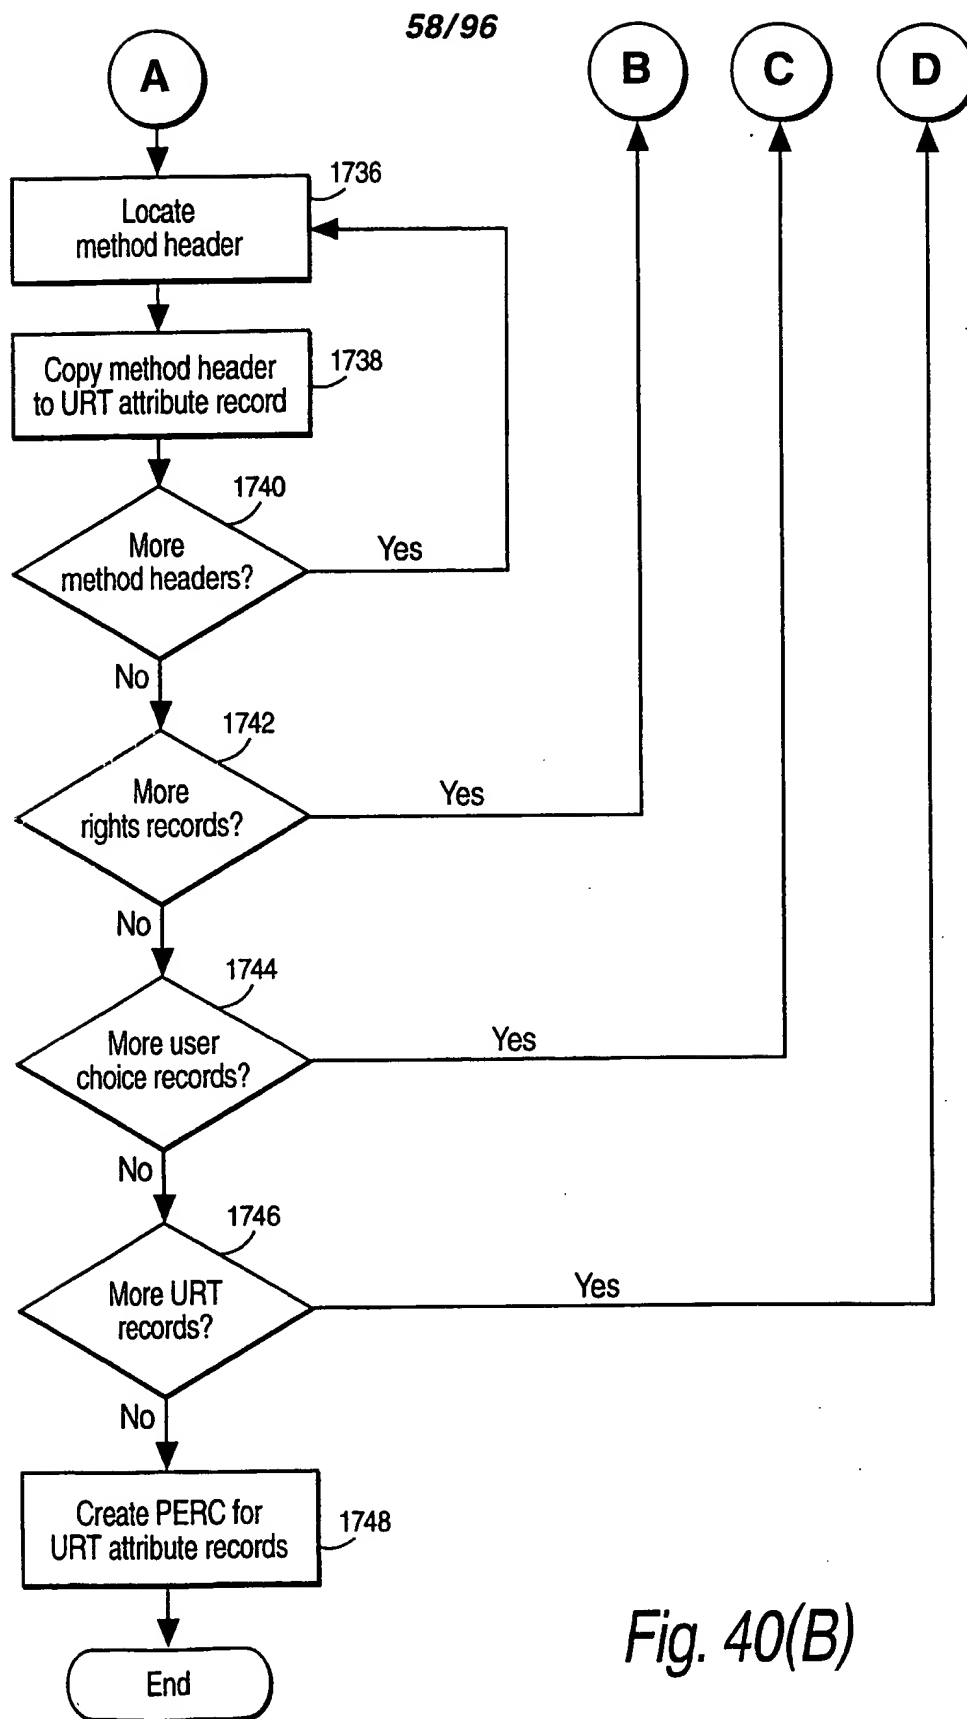 58/96
A
B
C
D
1736
Locate
method header
1738
Copy method header
to URT attribute record
1740
More
method headers?
Yes
No
1742
More
rights records?
Yes
No
1744
More user
choice records?
Yes
No
1746
More URT
records?
Yes
No
1748
Create PERC for
URT attribute records
End
Fig. 40(B)